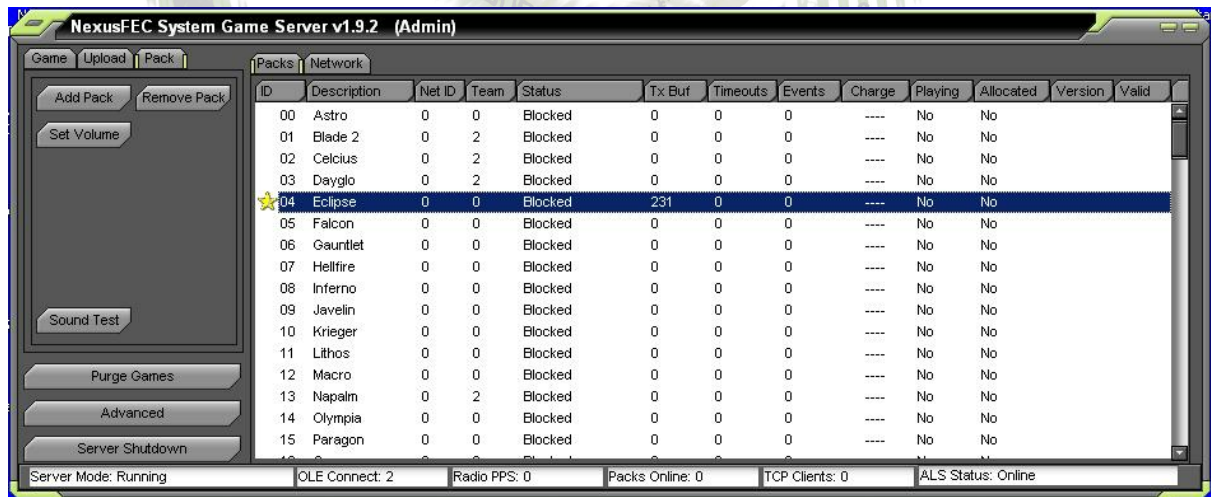 NexusFEC System Game Server v1.9.2 (Admin)
Game Upload Pack Packs Network
Add Pack Remove Pack ID Description Net ID Team Status Tx Buf Timeouts Events Charge Playing Allocated Version Valid
00 Astro 0 0 Blocked 0 0 0 ---- No No
Set Volume 01 Blade 2 0 2 Blocked 0 0 0 ---- No No
02 Celcius 0 2 Blocked 0 0 0 ---- No No
03 Dayglo 0 2 Blocked 0 0 0 ---- No No
04 Eclipse 0 0 Blocked 231 0 0 ---- No No
05 Falcon 0 0 Blocked 0 0 0 ---- No No
06 Gauntlet 0 0 Blocked 0 0 0 ---- No No
07 Hellfire 0 0 Blocked 0 0 0 ---- No No
08 Inferno 0 0 Blocked 0 0 0 ---- No No
09 Javelin 0 0 Blocked 0 0 0 ---- No No
Sound Test 10 Krieger 0 0 Blocked 0 0 0 ---- No No
11 Lithos 0 0 Blocked 0 0 0 ---- No No
Purge Games 12 Macro 0 0 Blocked 0 0 0 ---- No No
13 Napalm 0 2 Blocked 0 0 0 ---- No No
Advanced 14 Olympia 0 0 Blocked 0 0 0 ---- No No
Server Shutdown 15 Paragon 0 0 Blocked 0 0 0 ---- No No
Server Mode: Running OLE Connect: 2 Radio PPS: 0 Packs Online: 0 TCP Clients: 0 ALS Status: Online